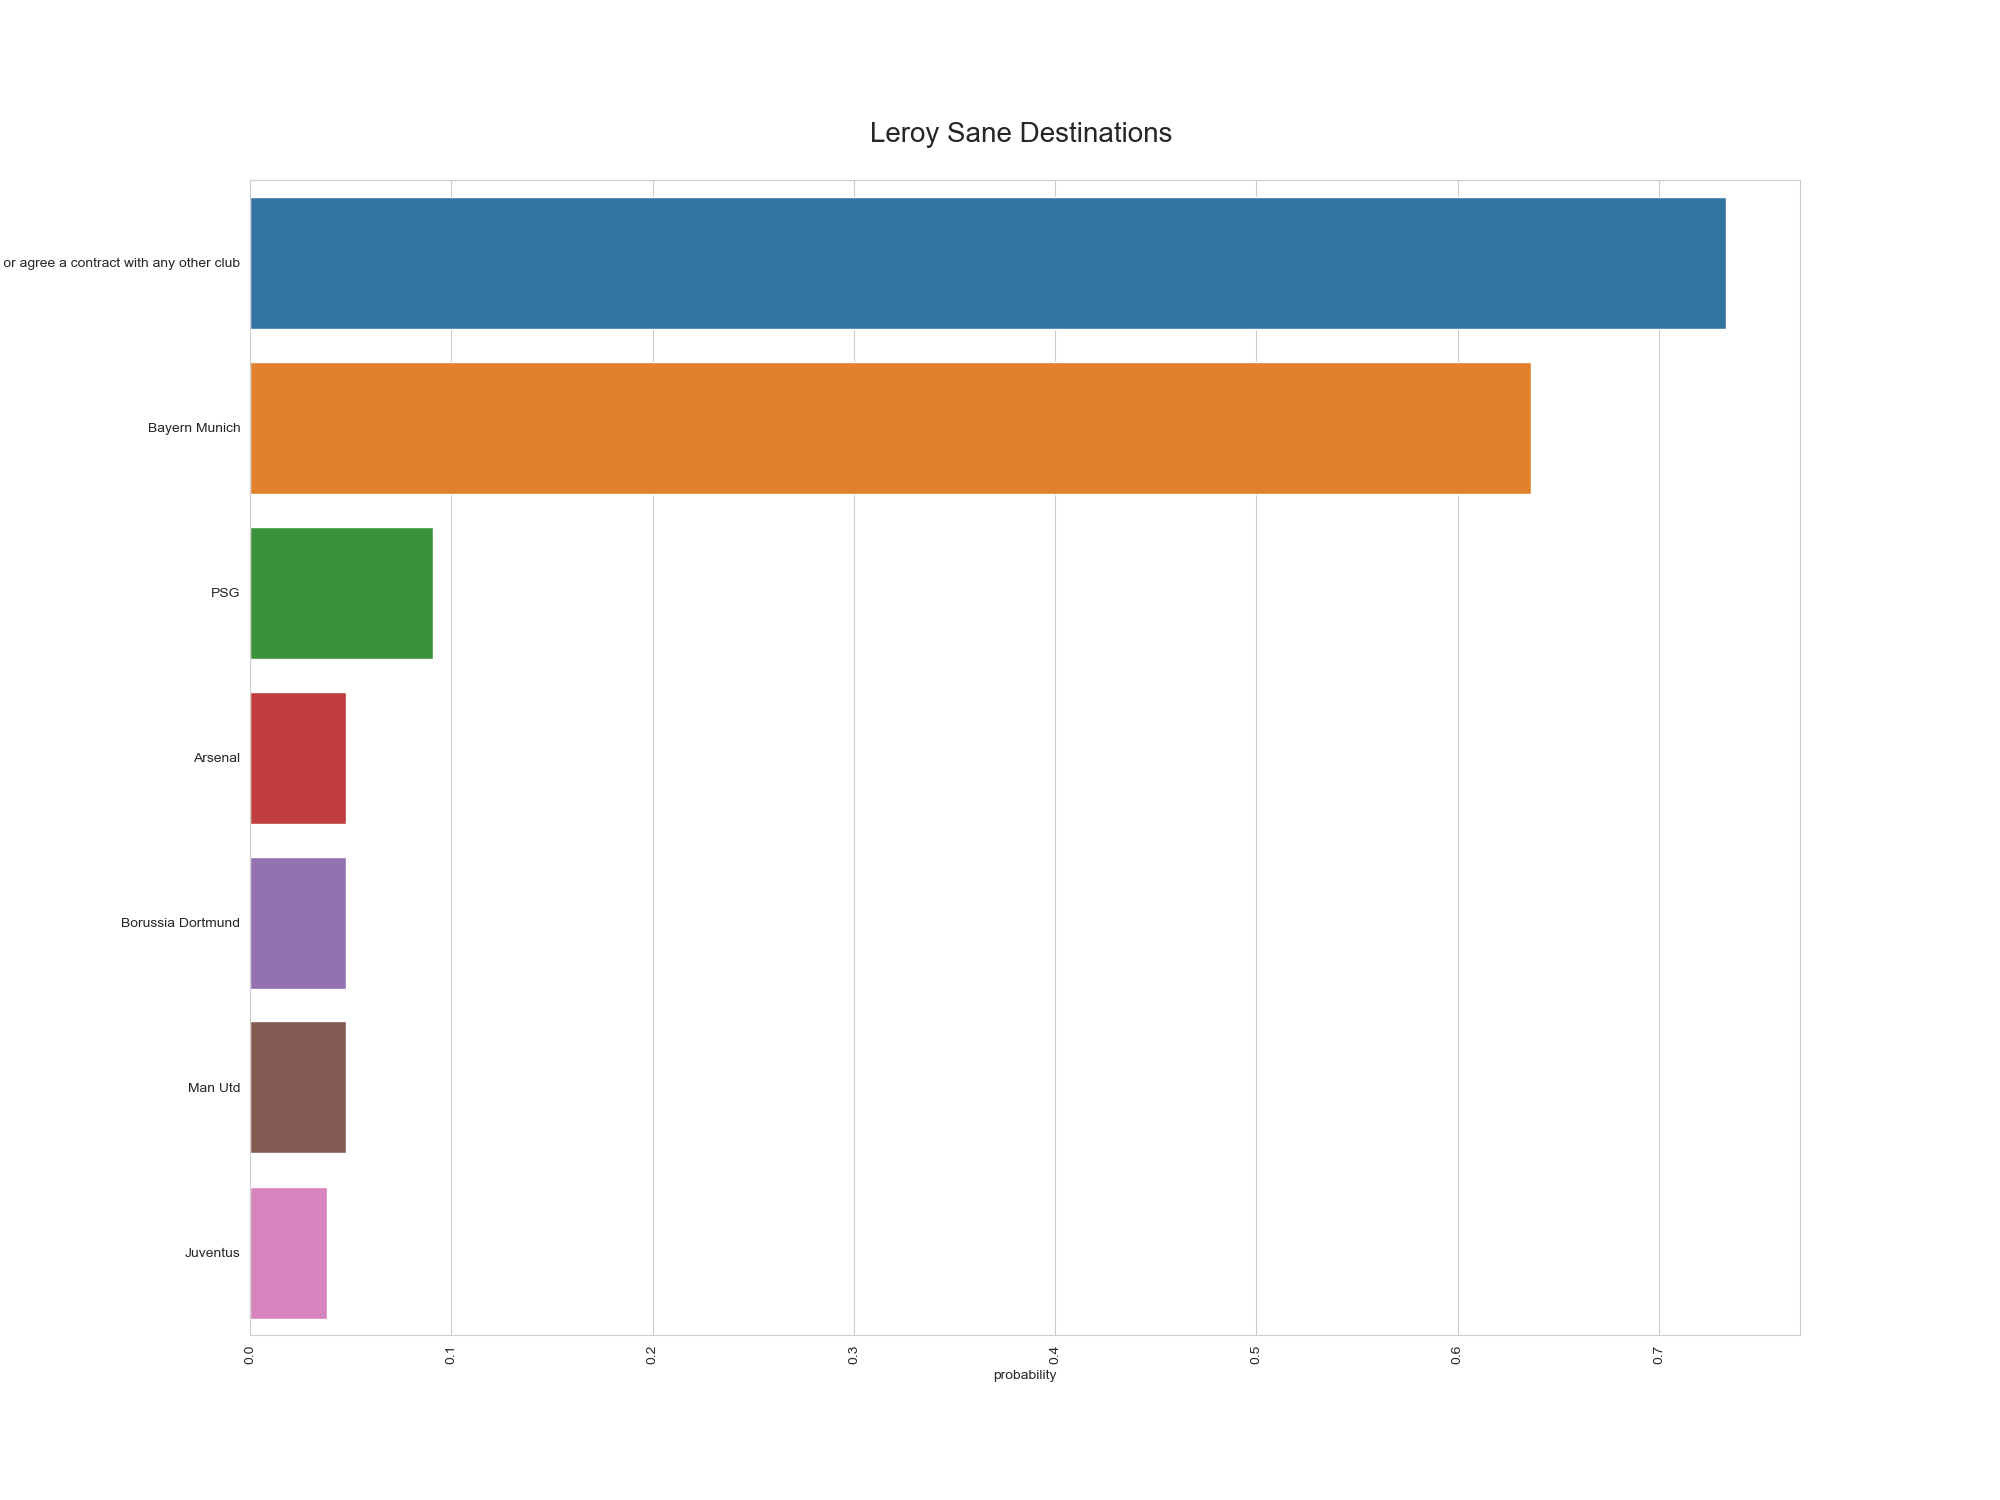 Leroy Sane Destinations
or agree a contract with any other club
Bayern Munich
PSG
Arsenal
Borussia Dortmund
Man Utd
Juventus
0.0 0.1 0.2 0.3 0.4 0.5 0.6 0.7
probability